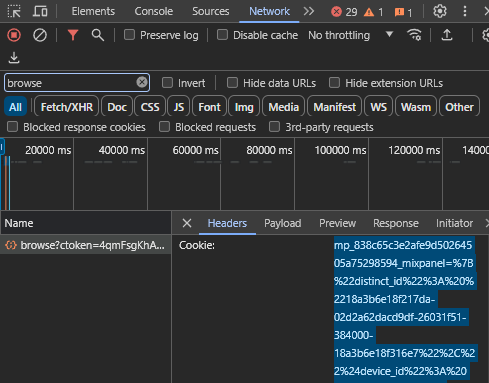 Elements Console Sources Network 29 1 1
Preserve log Disable cache No throttling
browse Invert Hide data URLs Hide extension URLs
All Fetch/XHR Doc CSS JS Font Img Media Manifest WS Wasm Other
Blocked response cookies Blocked requests 3rd-party requests
20000 ms 40000 ms 60000 ms 80000 ms 100000 ms 120000 ms 14000
Name Headers Payload Preview Response Initiator
browse?ctoken=4qmFsgKhA... Cookie: mp_838c65c3e2afe9d502645
05a75298594_mixpanel=%7B
%22distinct_id%22%3A%20%
2218a3b6e18f217da-
02d2a62dacd9df-26031f51-
384000-
18a3b6e18f316e7%22%2C%2
2%24device_id%22%3A%20